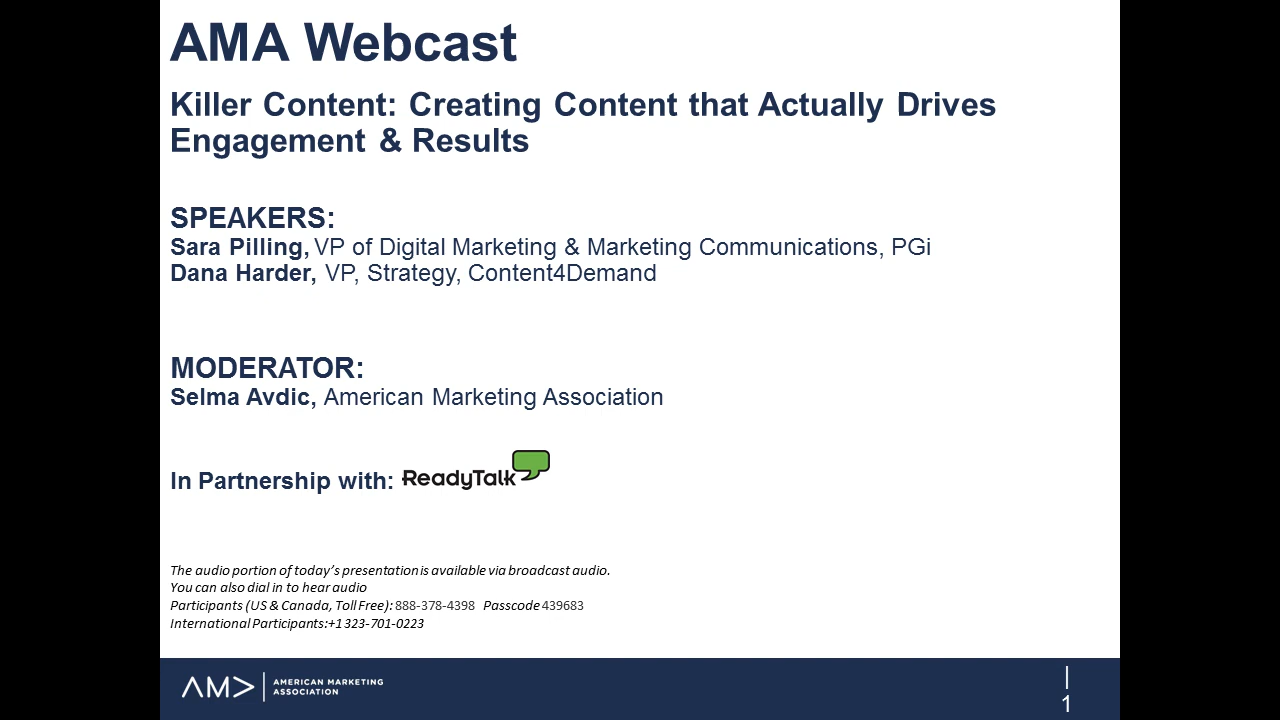 AMA Webcast
Killer Content: Creating Content that Actually Drives
Engagement & Results
SPEAKERS:
Sara Pilling, VP of Digital Marketing & Marketing Communications, PGi
Dana Harder, VP, Strategy, Content4Demand
MODERATOR:
Selma Avdic, American Marketing Association
In Partnership with: ReadyTalk
The audio portion of today's presentation is available via broadcast audio.
You can also dial in to hear audio
Participants (US & Canada, Toll Free): 888-378-4398 Passcode 439683
International Participants:+1 323-701-0223
AMA | AMERICAN MARKETING
ASSOCIATION
|
1